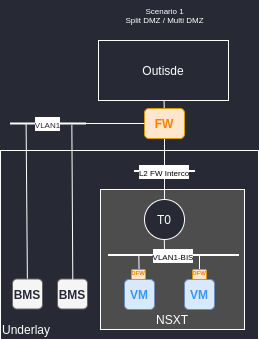 Scenario 1
Split DMZ / Multi DMZ
Outisde
VLAN1
FW
L2 FW Interco
T0
VLAN1-BIS
DFW
DFW
BMS
BMS
VM
VM
NSXT
Underlay